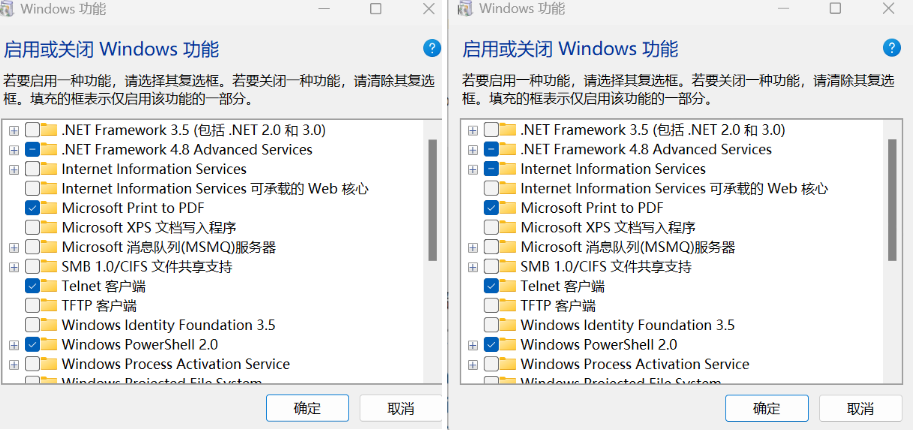 Windows 功能
启用或关闭 Windows 功能
若要启用一种功能，请选择其复选框。若要关闭一种功能，请清除其复选
框。填充的框表示仅启用该功能的一部分。
.NET Framework 3.5 (包括 .NET 2.0 和 3.0)
.NET Framework 4.8 Advanced Services
Internet Information Services
Internet Information Services 可承载的 Web 核心
Microsoft Print to PDF
Microsoft XPS 文档写入程序
Microsoft 消息队列(MSMQ)服务器
SMB 1.0/CIFS 文件共享支持
Telnet 客户端
TFTP 客户端
Windows Identity Foundation 3.5
Windows PowerShell 2.0
Windows Process Activation Service
Windows Projected File System
确定
取消
Windows 功能
启用或关闭 Windows 功能
若要启用一种功能，请选择其复选框。若要关闭一种功能，请清除其复选
框。填充的框表示仅启用该功能的一部分。
.NET Framework 3.5 (包括 .NET 2.0 和 3.0)
.NET Framework 4.8 Advanced Services
Internet Information Services
Internet Information Services 可承载的 Web 核心
Microsoft Print to PDF
Microsoft XPS 文档写入程序
Microsoft 消息队列(MSMQ)服务器
SMB 1.0/CIFS 文件共享支持
Telnet 客户端
TFTP 客户端
Windows Identity Foundation 3.5
Windows PowerShell 2.0
Windows Process Activation Service
Windows Projected File System
确定
取消